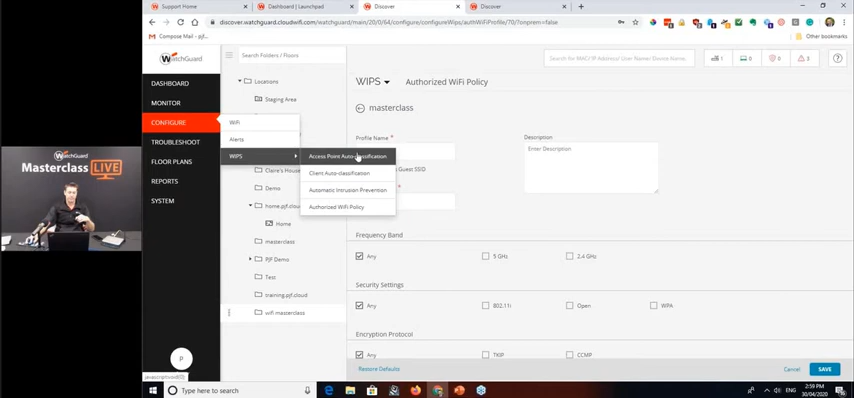 Support Home
Dashboard | Launchpad
Discover
Discover
discover.watchguard.cloudwifi.com/watchguard/main/20/0/64/configure/configureWips/authWiFiProfile/70/?onprem=false
Compose Mail - pjf...
Other bookmarks
WatchGuard
Search Folders / Floors
Search for MAC/IP Address/ User Name/ Device Name
1
0
0
3
DASHBOARD
MONITOR
CONFIGURE
TROUBLESHOOT
FLOOR PLANS
REPORTS
SYSTEM
P
Locations
Staging Area
WiFi
Alerts
WIPS
Access Point Auto-classification
Client Auto-classification
Automatic Intrusion Prevention
Authorized WiFi Policy
Claire's House
Demo
home.pjf.cloud
Home
masterclass
PJF Demo
Test
training.pjf.cloud
wifi masterclass
WIPS
Authorized WiFi Policy
masterclass
Profile Name *
Description
Enter Description
Guest SSID
*
Frequency Band
Any
5 GHz
2.4 GHz
Security Settings
Any
802.11i
Open
WPA
Encryption Protocol
Any
TKIP
CCMP
Restore Defaults
Cancel
SAVE
WatchGuard
Masterclass LIVE
Type here to search
ENG
2:59 PM
30/04/2020